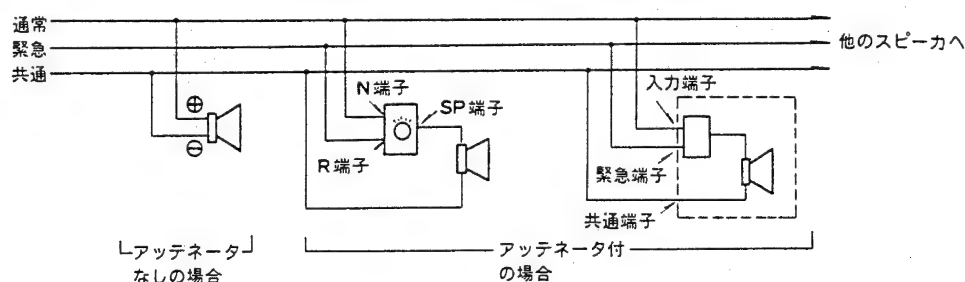 通常
緊急
共通
他のスピーカへ
N端子
SP端子
R端子
⊕
⊖
入力端子
緊急端子
共通端子
アッテネータ
なしの場合
アッテネータ付
の場合